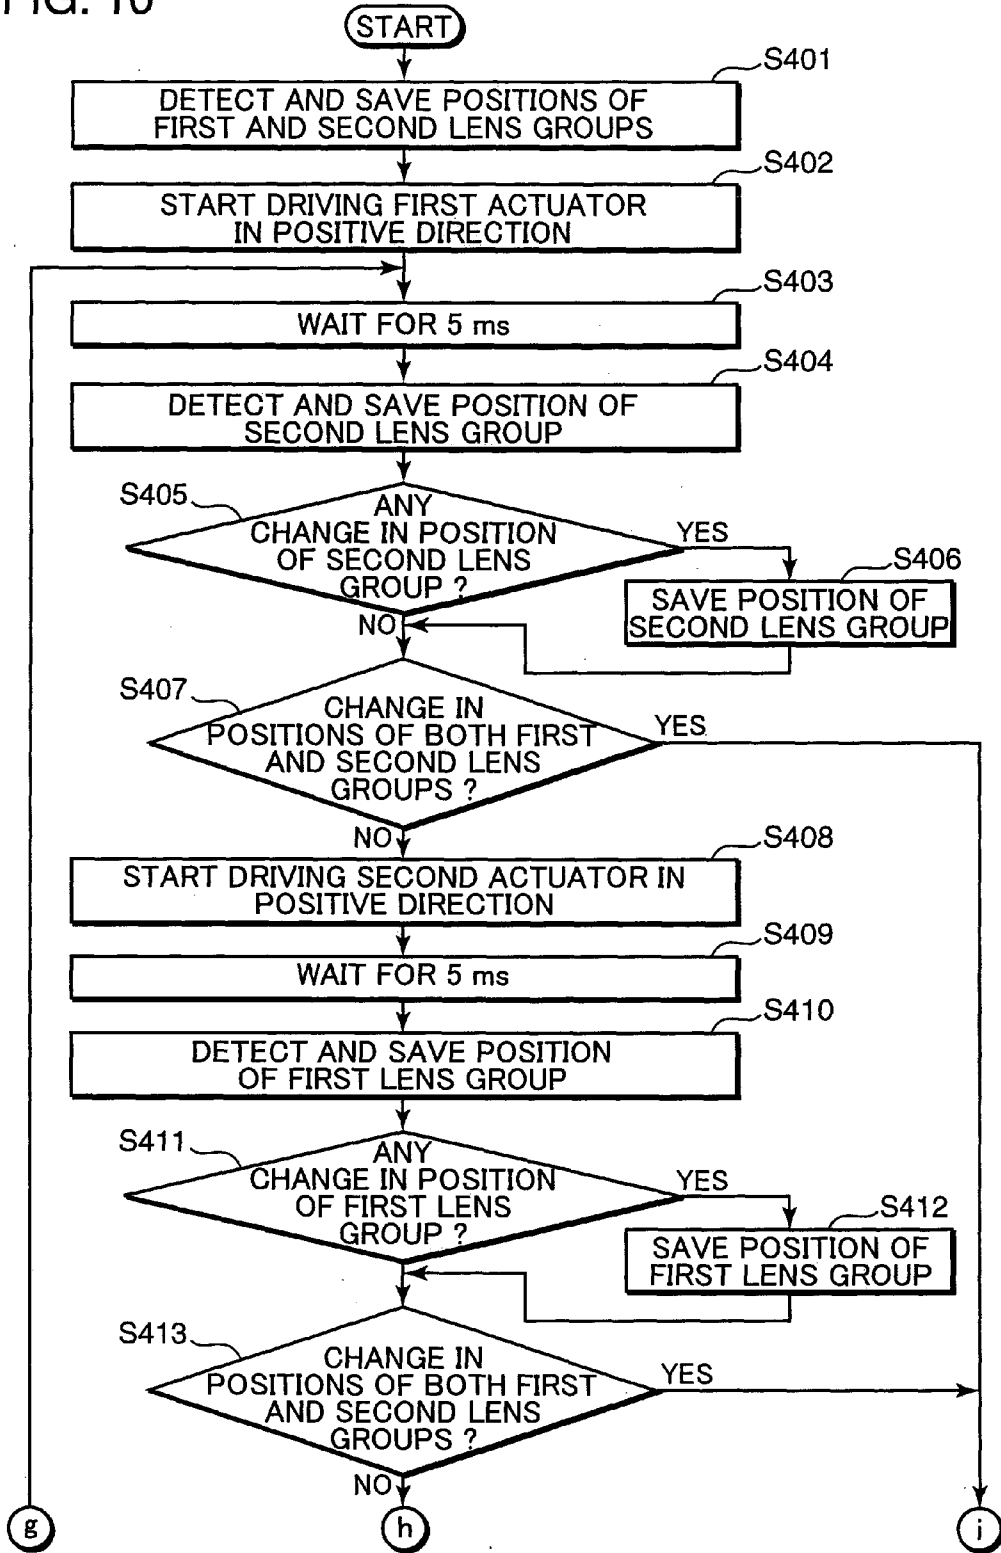 FIG. 10
START
S401
DETECT AND SAVE POSITIONS OF
FIRST AND SECOND LENS GROUPS
S402
START DRIVING FIRST ACTUATOR
IN POSITIVE DIRECTION
S403
WAIT FOR 5 ms
S404
DETECT AND SAVE POSITION OF
SECOND LENS GROUP
S405
ANY
CHANGE IN POSITION
OF SECOND LENS
GROUP ?
YES
S406
SAVE POSITION OF
SECOND LENS GROUP
NO
S407
CHANGE IN
POSITIONS OF BOTH FIRST
AND SECOND LENS
GROUPS ?
YES
NO
S408
START DRIVING SECOND ACTUATOR IN
POSITIVE DIRECTION
S409
WAIT FOR 5 ms
S410
DETECT AND SAVE POSITION
OF FIRST LENS GROUP
S411
ANY
CHANGE IN POSITION
OF FIRST LENS
GROUP ?
YES
S412
SAVE POSITION OF
FIRST LENS GROUP
S413
CHANGE IN
POSITIONS OF BOTH FIRST
AND SECOND LENS
GROUPS ?
YES
NO
g
h
i